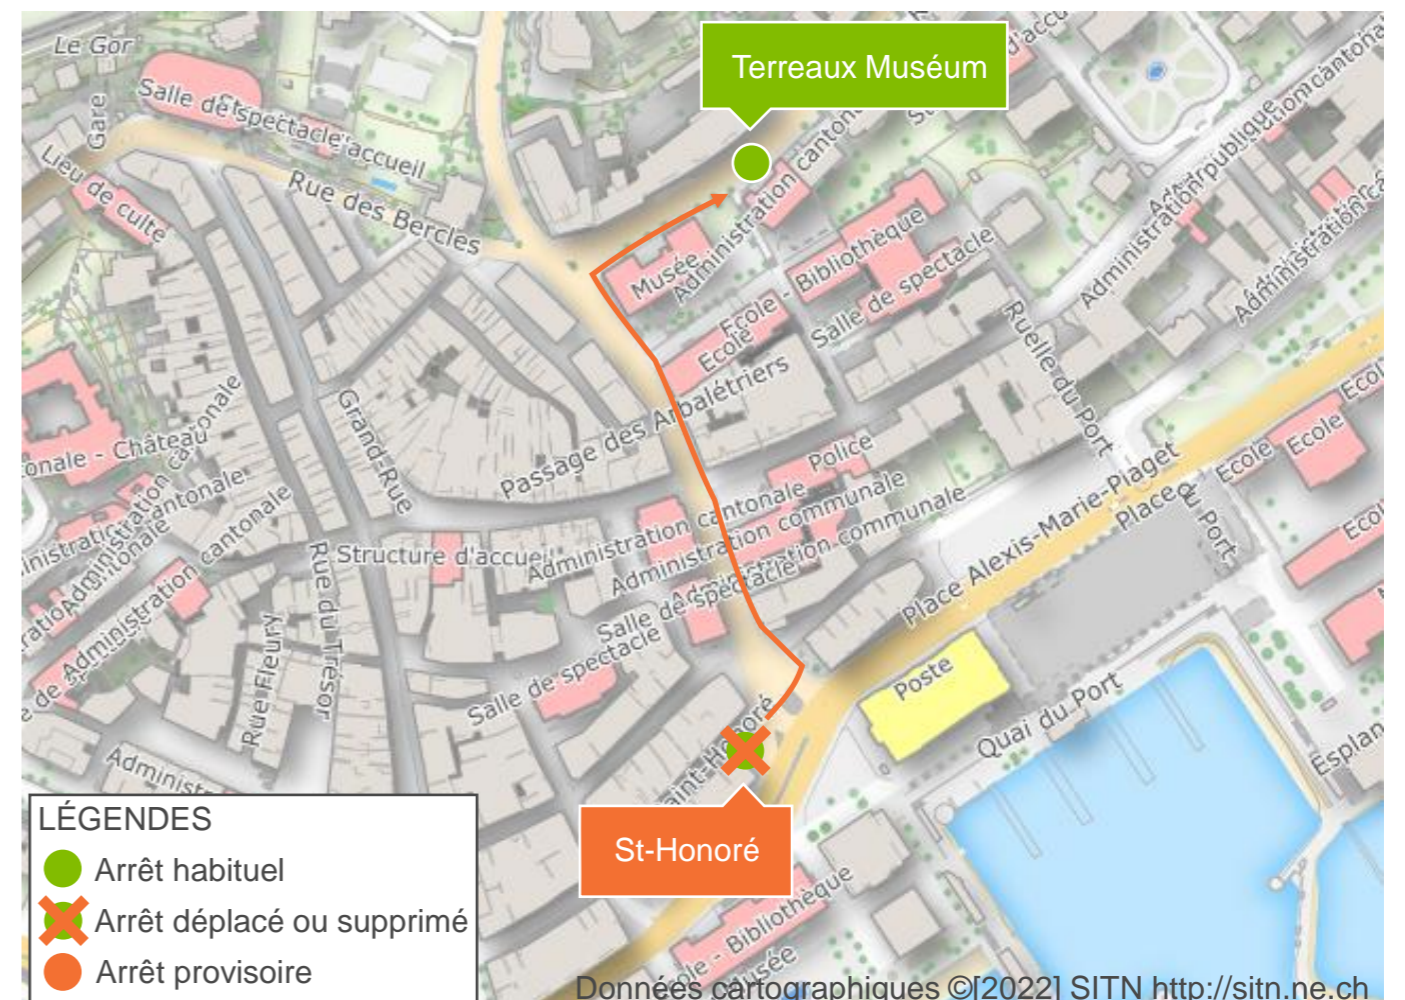 Le Gor
Terreaux Muséum
Gare
Salle de spectacle
accueil
Lieu de culte
Rue des Bercles
Administration cantonale
Musée
Ecole - Bibliothèque
Ecole
Salle de spectacle
Administration publique
Administration cantonale
Ruelle du Port
Passage des Arbalétriers
Grand-Rue
Police
Administration cantonale
Administration communale
Administration communale
Structure d'accueil
Salle de spectacle
Salle de spectacle
Place Alexis-Marie-Piaget
Place du Port
Ecole
Ecole
Château
Administration cantonale
Rue du Trésor
Rue Fleury
Poste
Quai du Port
St-Honoré
Ecole - Bibliothèque
Musée
LÉGENDES
Arrêt habituel
Arrêt déplacé ou supprimé
Arrêt provisoire
Données cartographiques ©[2022] SITN http://sitn.ne.ch